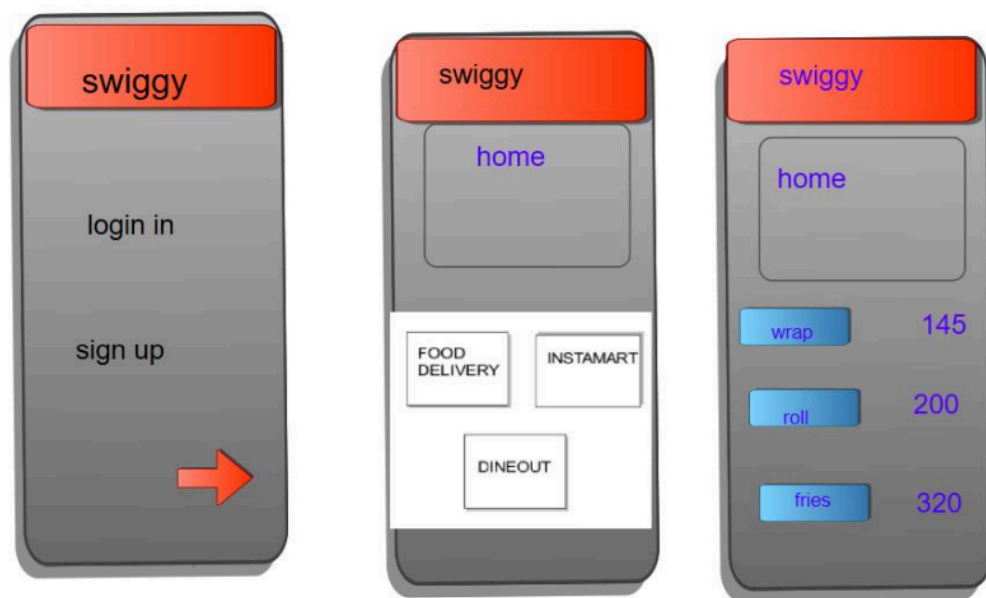 swiggy
login in
sign up
swiggy
home
FOOD
DELIVERY
INSTAMART
DINEOUT
swiggy
home
wrap 145
roll 200
fries 320